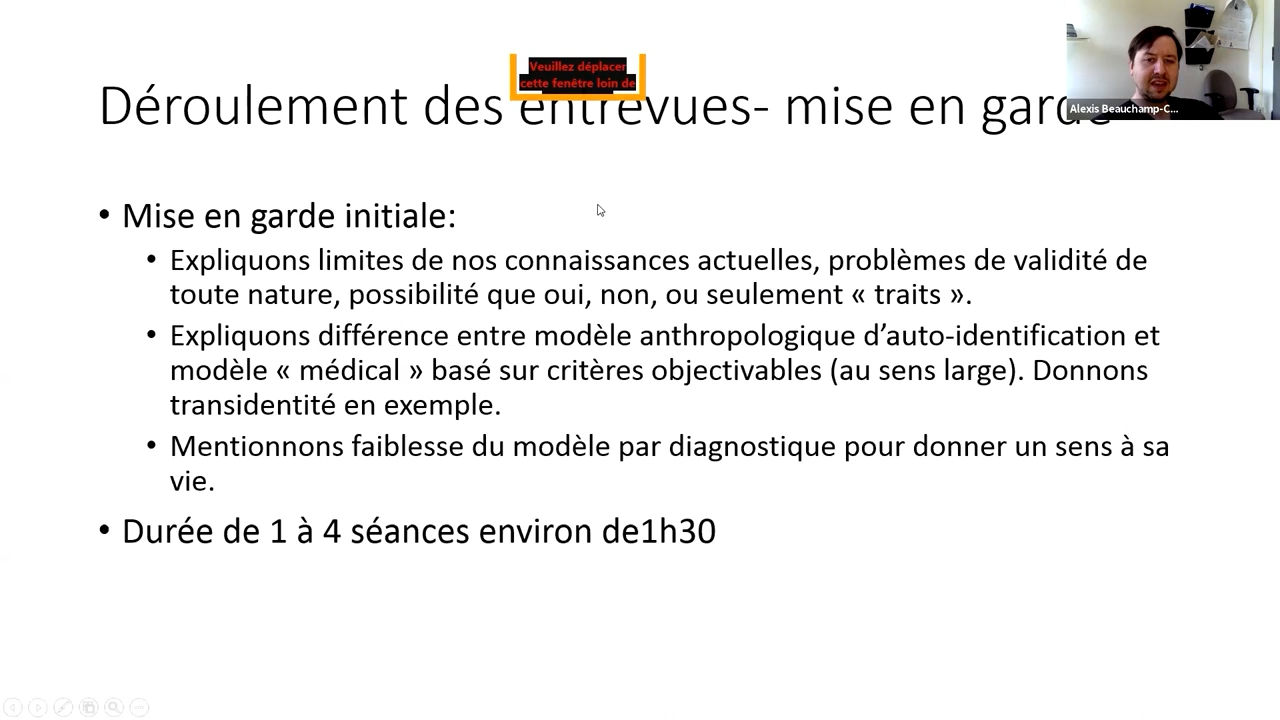 Veuillez déplacer
cette fenêtre loin de
Déroulement des entrevues- mise en garde
Alexis Beauchamp-C...
• Mise en garde initiale:
• Expliquons limites de nos connaissances actuelles, problèmes de validité de
toute nature, possibilité que oui, non, ou seulement « traits ».
• Expliquons différence entre modèle anthropologique d’auto-identification et
modèle « médical » basé sur critères objectivables (au sens large). Donnons
transidentité en exemple.
• Mentionnons faiblesse du modèle par diagnostique pour donner un sens à sa
vie.
• Durée de 1 à 4 séances environ de1h30